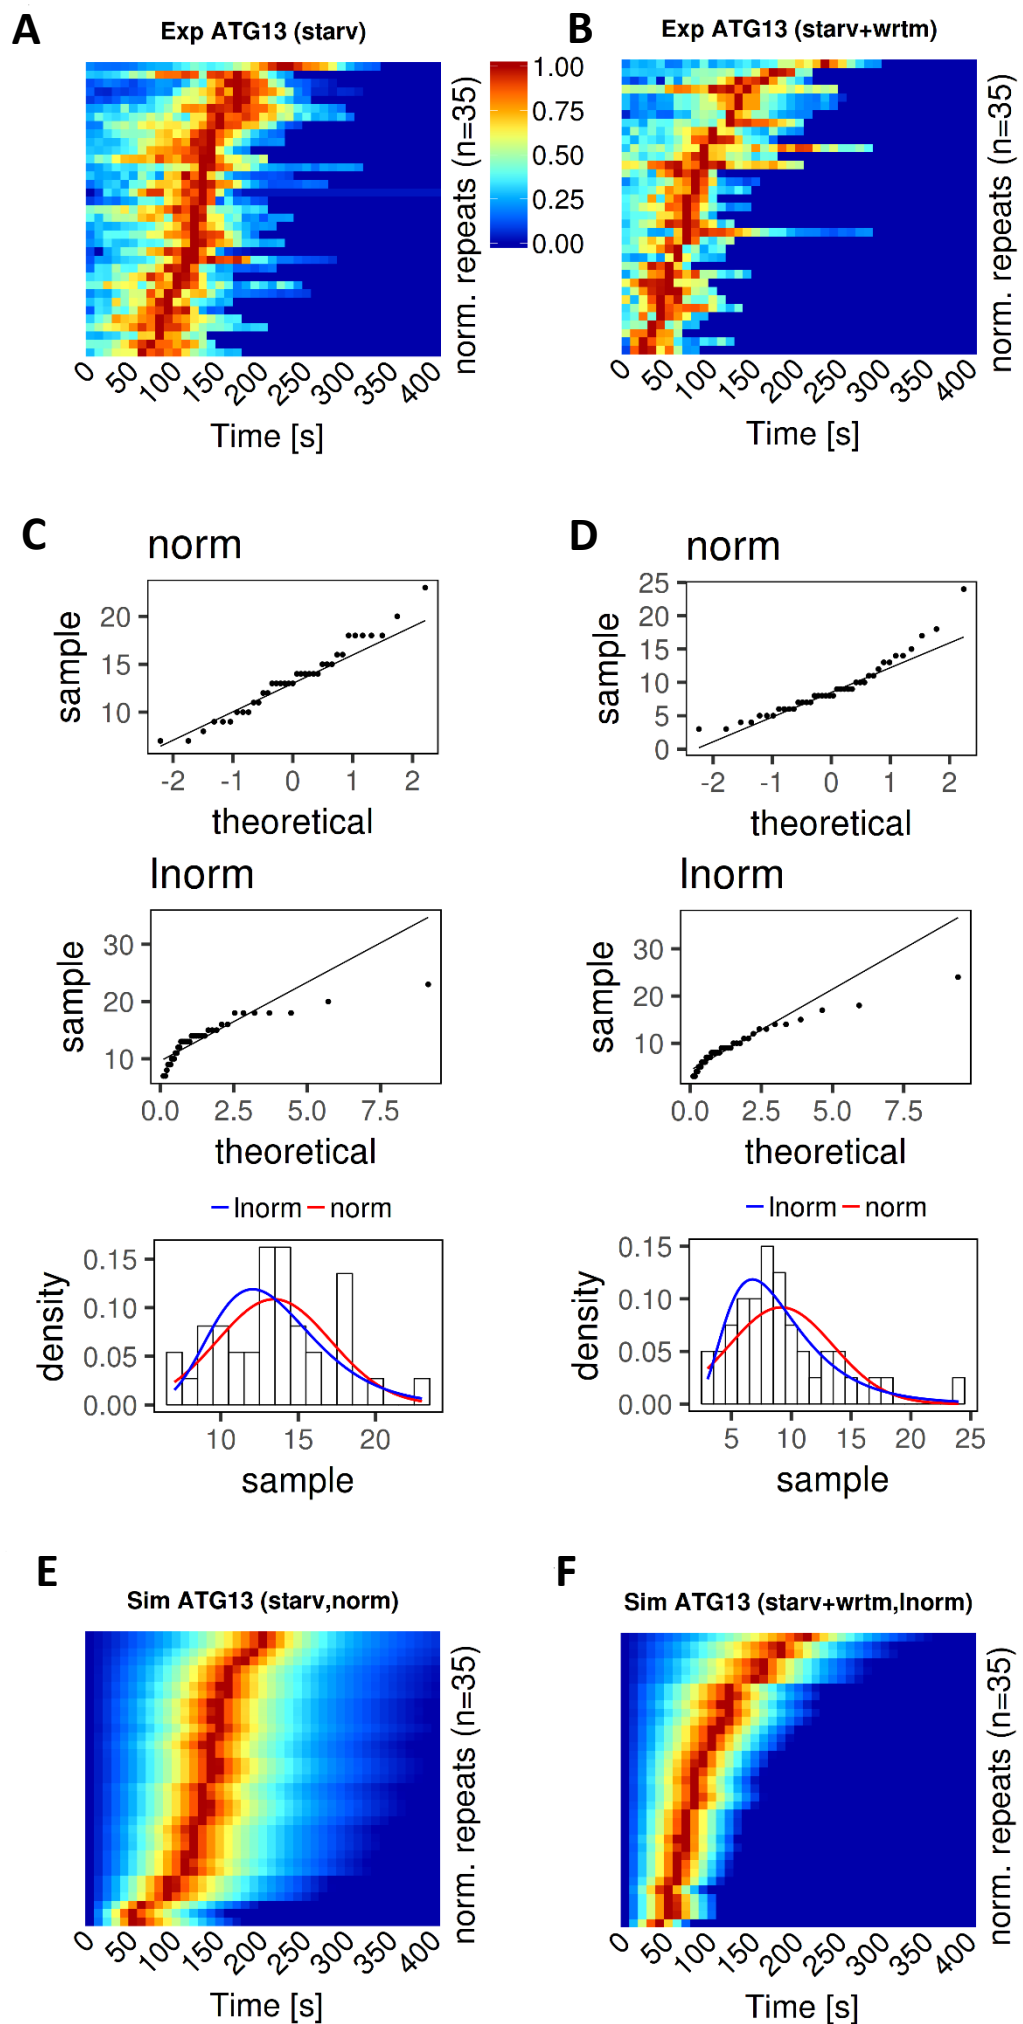 A
Exp ATG13 (starv)
B
Exp ATG13 (starv+wrtm)
1.00
0.75
0.50
0.25
0.00
norm. repeats (n=35)
norm. repeats (n=35)
0 50 100 150 200 250 300 350 400
0 50 100 150 200 250 300 350 400
Time [s]
Time [s]
C
norm
D
norm
sample
20
15
10
-2 -1 0 1 2
theoretical
sample
25
20
15
10
5
0
-2 -1 0 1 2
theoretical
lnorm
lnorm
sample
30
20
10
0.0 2.5 5.0 7.5
theoretical
sample
30
20
10
0.0 2.5 5.0 7.5
theoretical
lnorm norm
lnorm norm
density
0.15
0.10
0.05
0.00
10 15 20
sample
density
0.15
0.10
0.05
0.00
5 10 15 20 25
sample
E
Sim ATG13 (starv,norm)
F
Sim ATG13 (starv+wrtm,lnorm)
norm. repeats (n=35)
norm. repeats (n=35)
0 50 100 150 200 250 300 350 400
0 50 100 150 200 250 300 350 400
Time [s]
Time [s]